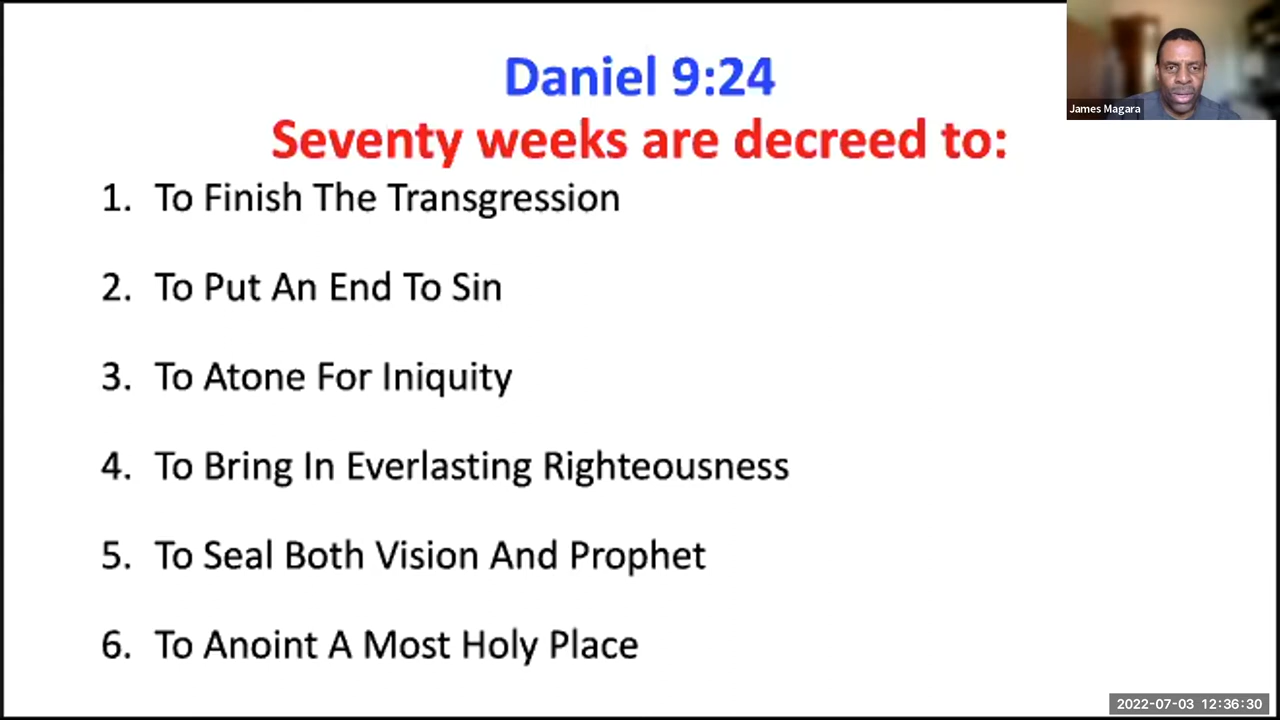 Daniel 9:24
Seventy weeks are decreed to:
1. To Finish The Transgression
2. To Put An End To Sin
3. To Atone For Iniquity
4. To Bring In Everlasting Righteousness
5. To Seal Both Vision And Prophet
6. To Anoint A Most Holy Place
James Magara
2022-07-03 12:36:30